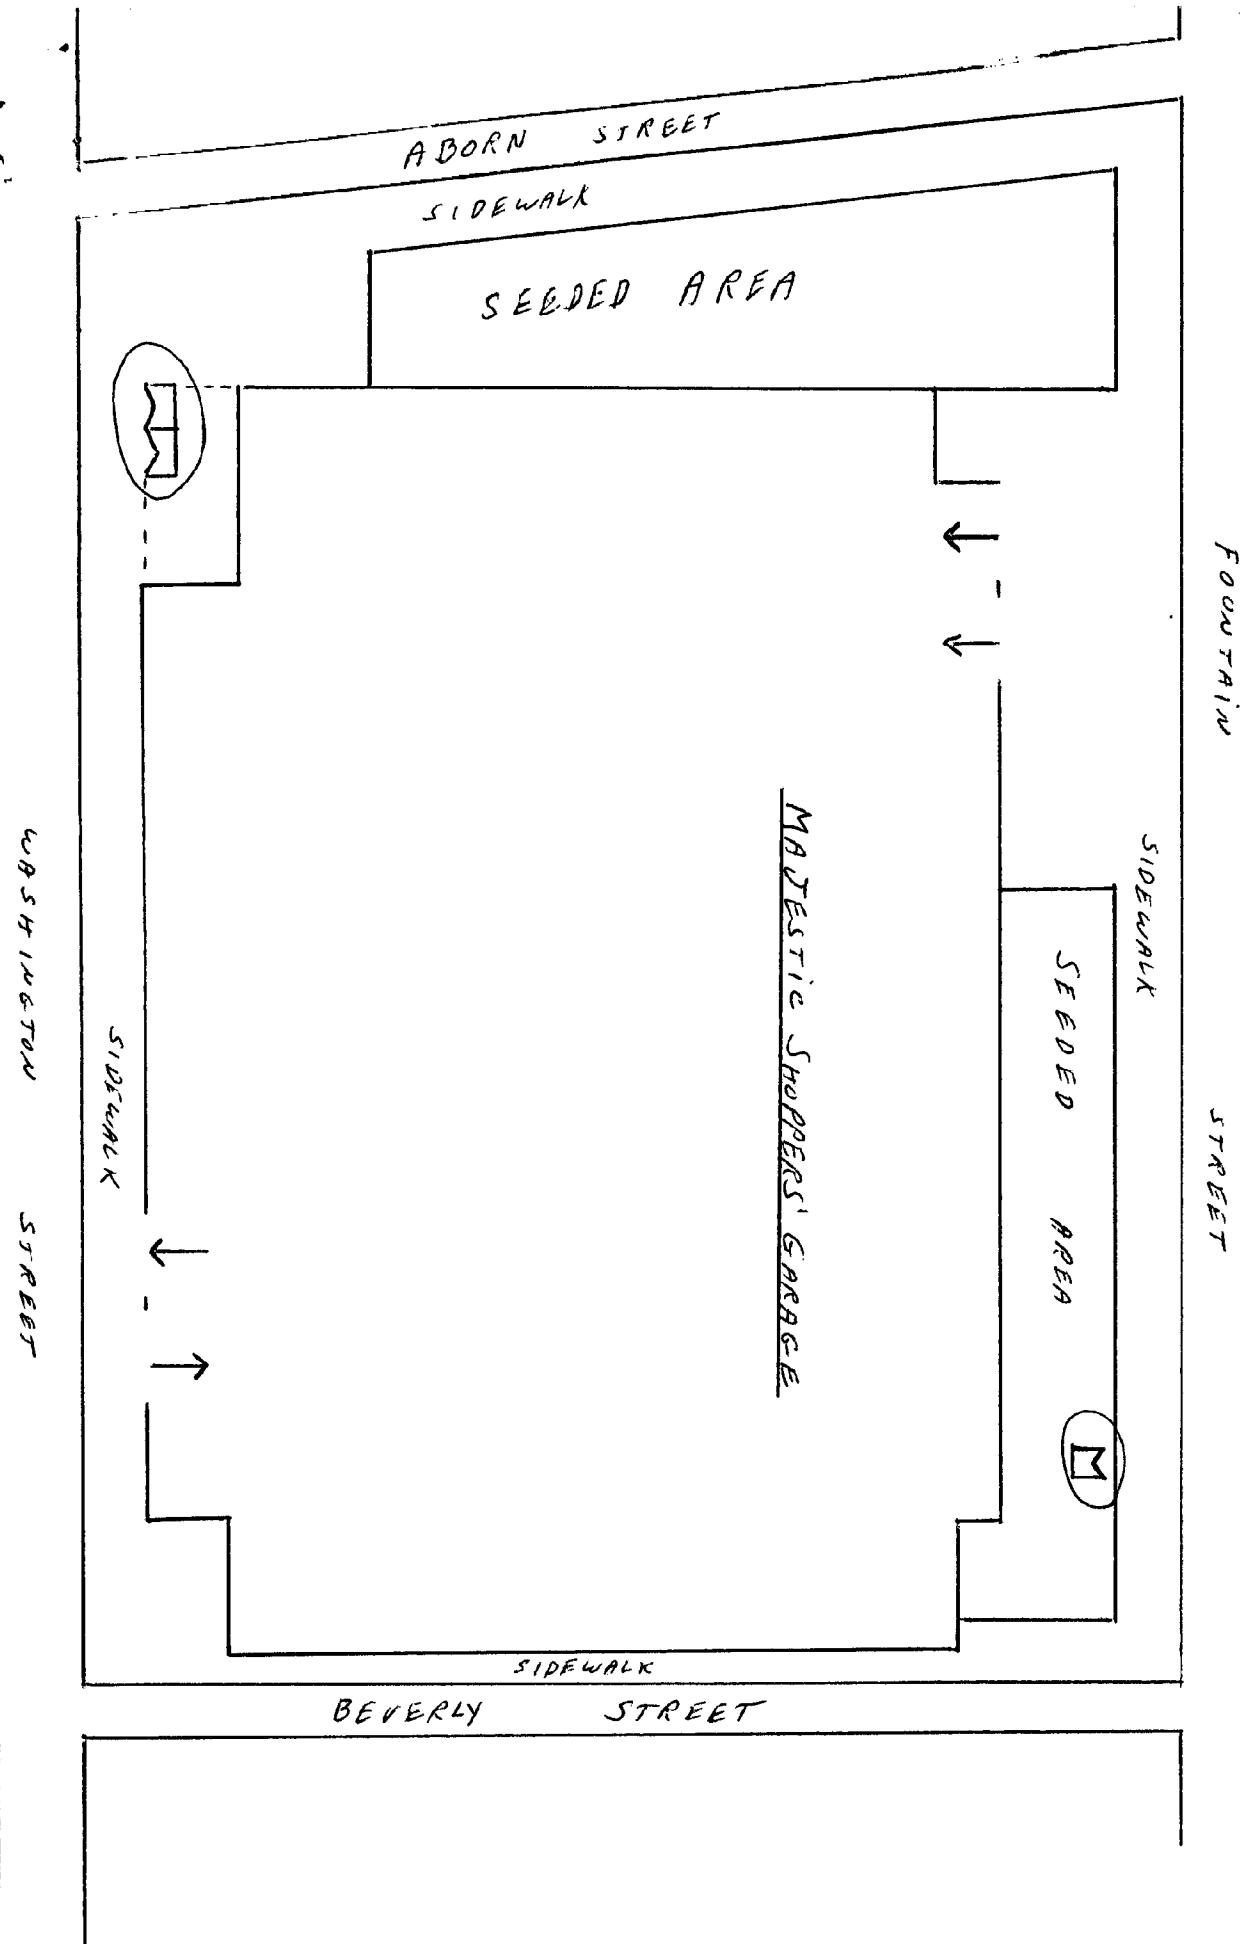 ABORN STREET
SIDEWALK
SEEDED AREA
FOUNTAIN STREET
SIDEWALK
SEEDED AREA
MAJESTIC SHOPPERS' GARAGE
SIDEWALK
WASHINGTON STREET
SIDEWALK
BEVERLY STREET